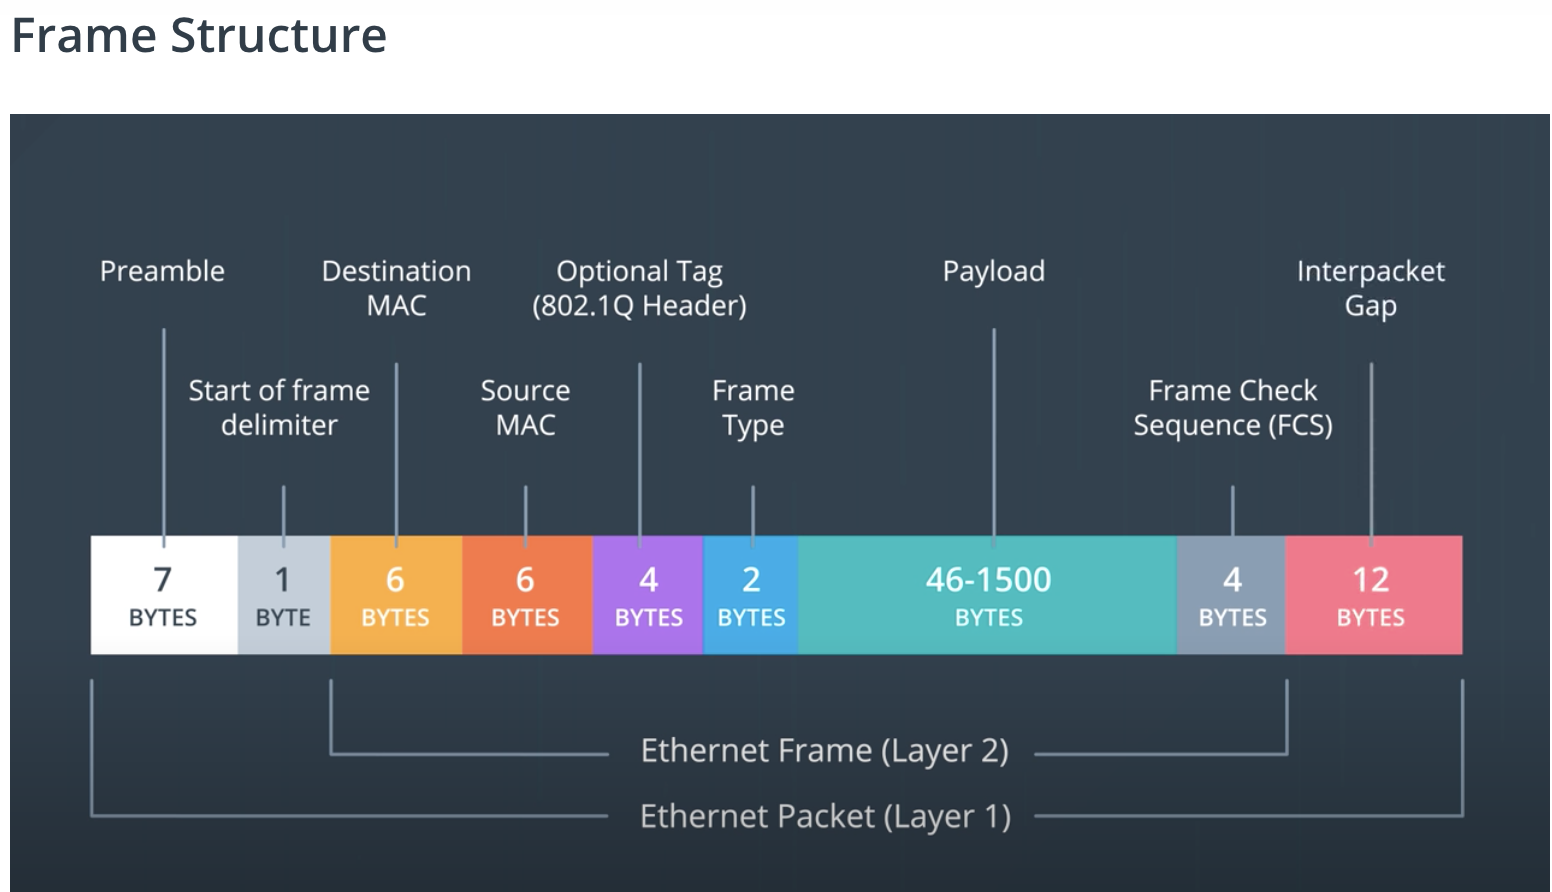 Frame Structure
Preamble
Destination
MAC
Optional Tag
(802.1Q Header)
Payload
Interpacket
Gap
Start of frame
delimiter
Source
MAC
Frame
Type
Frame Check
Sequence (FCS)
7
BYTES
1
BYTE
6
BYTES
6
BYTES
4
BYTES
2
BYTES
46-1500
BYTES
4
BYTES
12
BYTES
Ethernet Frame (Layer 2)
Ethernet Packet (Layer 1)